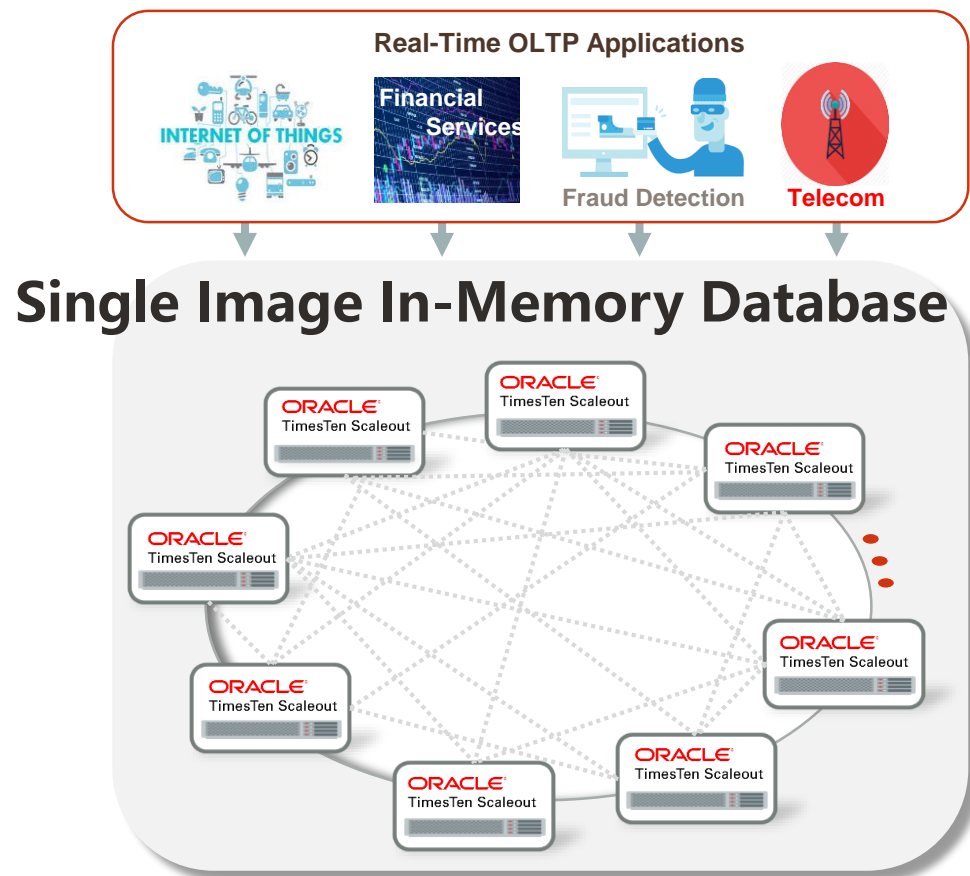 Real-Time OLTP Applications
INTERNET OF THINGS
Financial
Services
Fraud Detection
Telecom
Single Image In-Memory Database
ORACLE
TimesTen Scaleout
ORACLE
TimesTen Scaleout
ORACLE
TimesTen Scaleout
ORACLE
TimesTen Scaleout
ORACLE
TimesTen Scaleout
ORACLE
TimesTen Scaleout
ORACLE
TimesTen Scaleout
ORACLE
TimesTen Scaleout